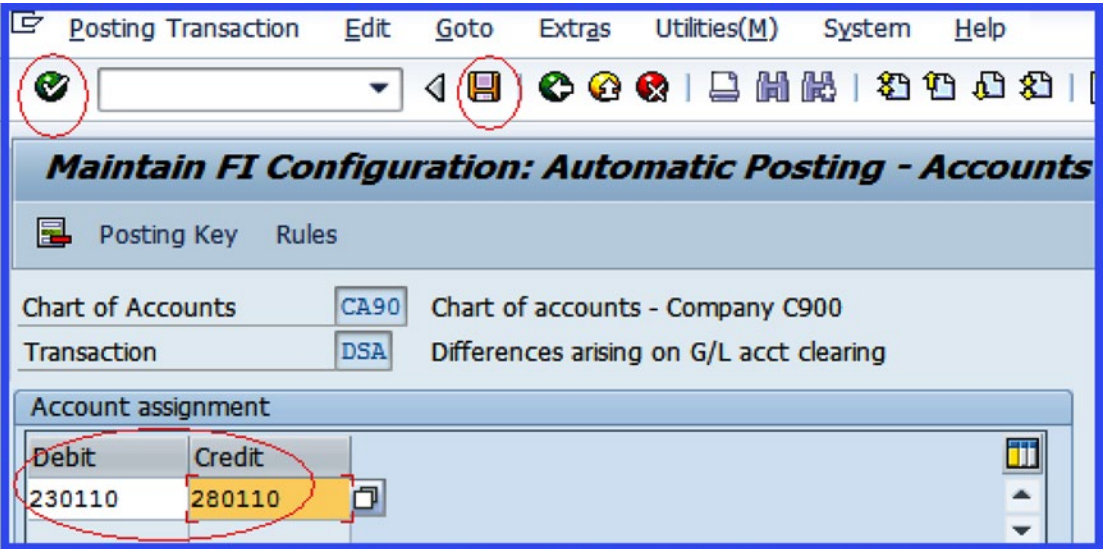 Posting Transaction Edit Goto Extras Utilities(M) System Help
Maintain FI Configuration: Automatic Posting - Accounts
Posting Key Rules
Chart of Accounts CA90 Chart of accounts - Company C900
Transaction DSA Differences arising on G/L acct clearing
Account assignment
Debit Credit
230110 280110